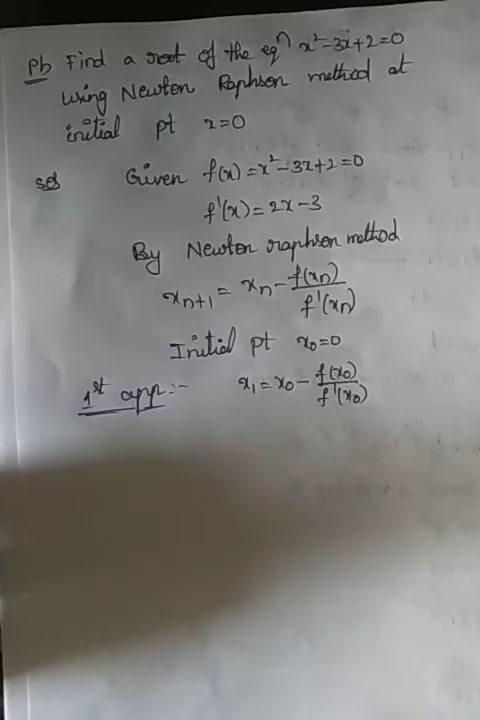 Pb Find a root of the eqⁿ x²-3x+2=0
using Newton Raphson method at
initial pt x=0
sol Given f(x)=x²-3x+2=0
f'(x)=2x-3
By Newton raphson method
xₙ₊₁ = xₙ - f(xₙ)/f'(xₙ)
Initial pt x₀=0
1st app:- x₁=x₀ - f(x₀)/f'(x₀)